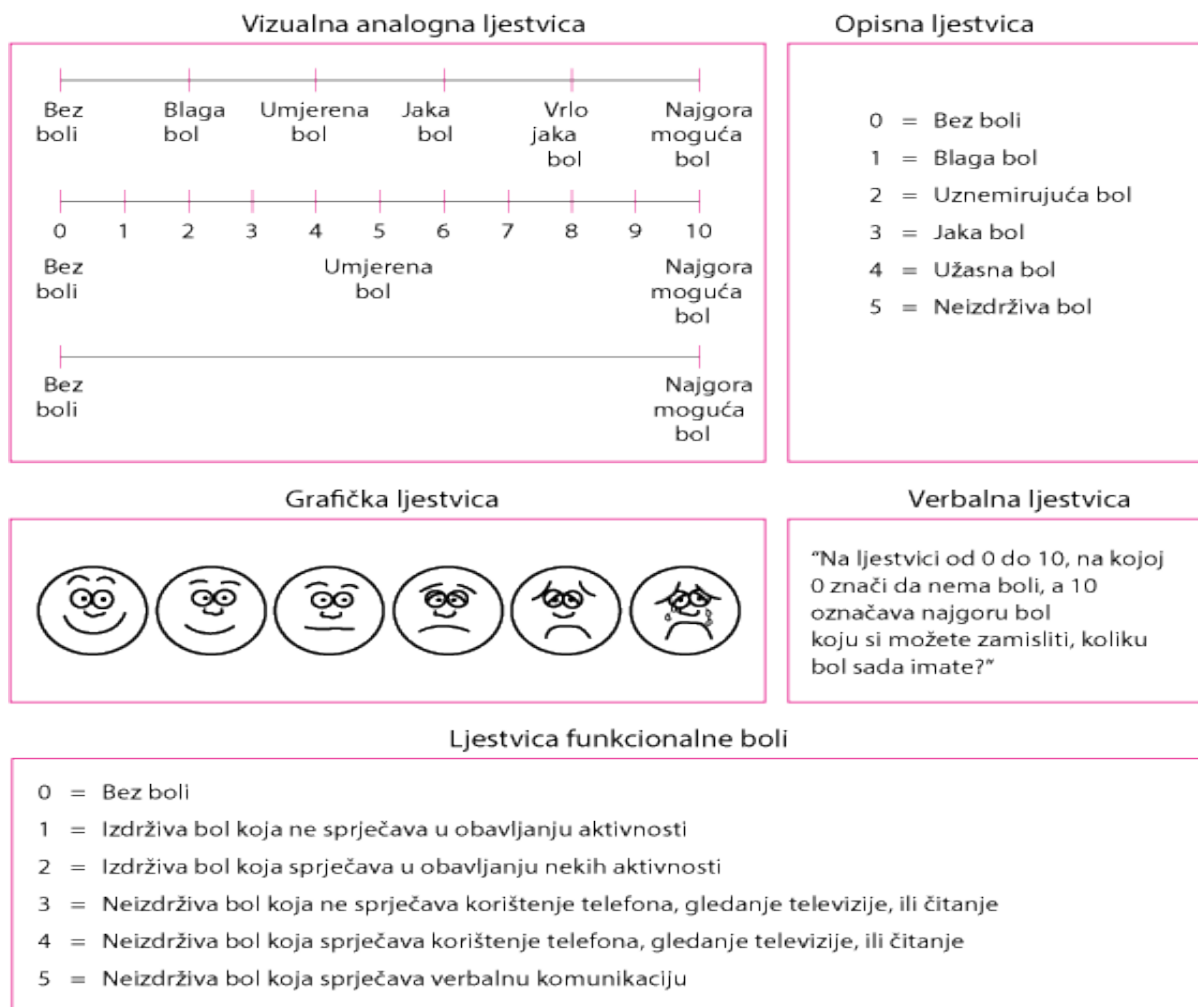 Vizualna analogna ljestvica
Bez boli
Blaga bol
Umjerena bol
Jaka bol
Vrlo jaka bol
Najgora moguća bol
0 1 2 3 4 5 6 7 8 9 10
Bez boli
Umjerena bol
Najgora moguća bol
Bez boli
Najgora moguća bol
Opisna ljestvica
0 = Bez boli
1 = Blaga bol
2 = Uznemirujuća bol
3 = Jaka bol
4 = Užasna bol
5 = Neizdrživa bol
Grafička ljestvica
Verbalna ljestvica
“Na ljestvici od 0 do 10, na kojoj
0 znači da nema boli, a 10
označava najgoru bol
koju si možete zamisliti, koliku
bol sada imate?”
Ljestvica funkcionalne boli
0 = Bez boli
1 = Izdrživa bol koja ne sprječava u obavljanju aktivnosti
2 = Izdrživa bol koja sprječava u obavljanju nekih aktivnosti
3 = Neizdrživa bol koja ne sprječava korištenje telefona, gledanje televizije, ili čitanje
4 = Neizdrživa bol koja sprječava korištenje telefona, gledanje televizije, ili čitanje
5 = Neizdrživa bol koja sprječava verbalnu komunikaciju